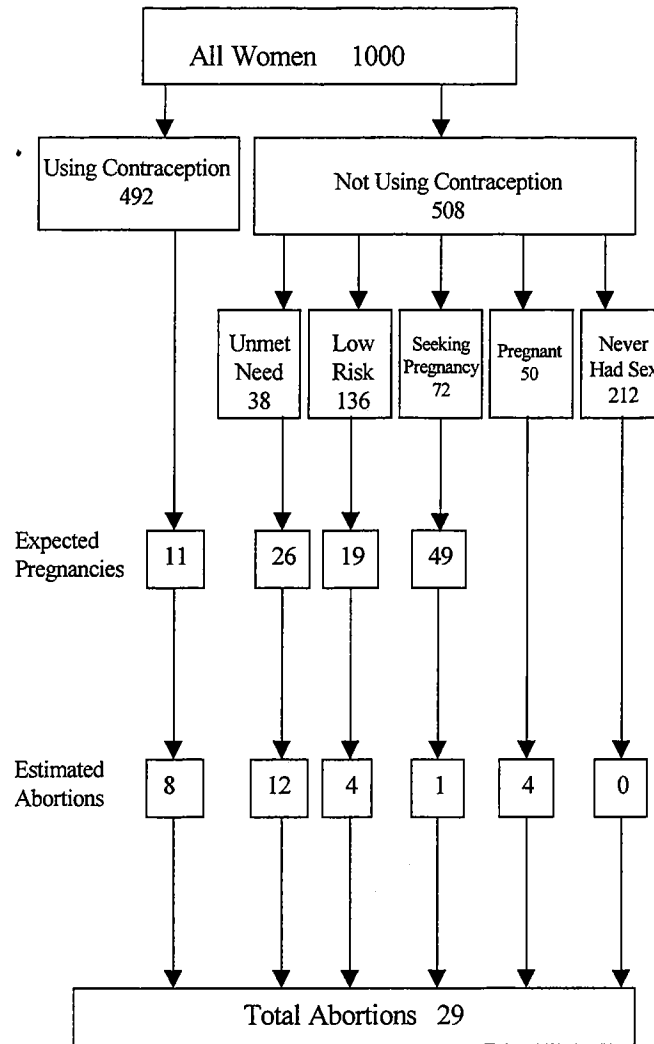 All Women 1000
Using Contraception
492
Not Using Contraception
508
Unmet
Need
38
Low
Risk
136
Seeking
Pregnancy
72
Pregnant
50
Never
Had Sex
212
Expected
Pregnancies
11
26
19
49
Estimated
Abortions
8
12
4
1
4
0
Total Abortions 29